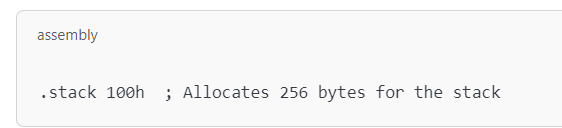 assembly
.stack 100h  ; Allocates 256 bytes for the stack